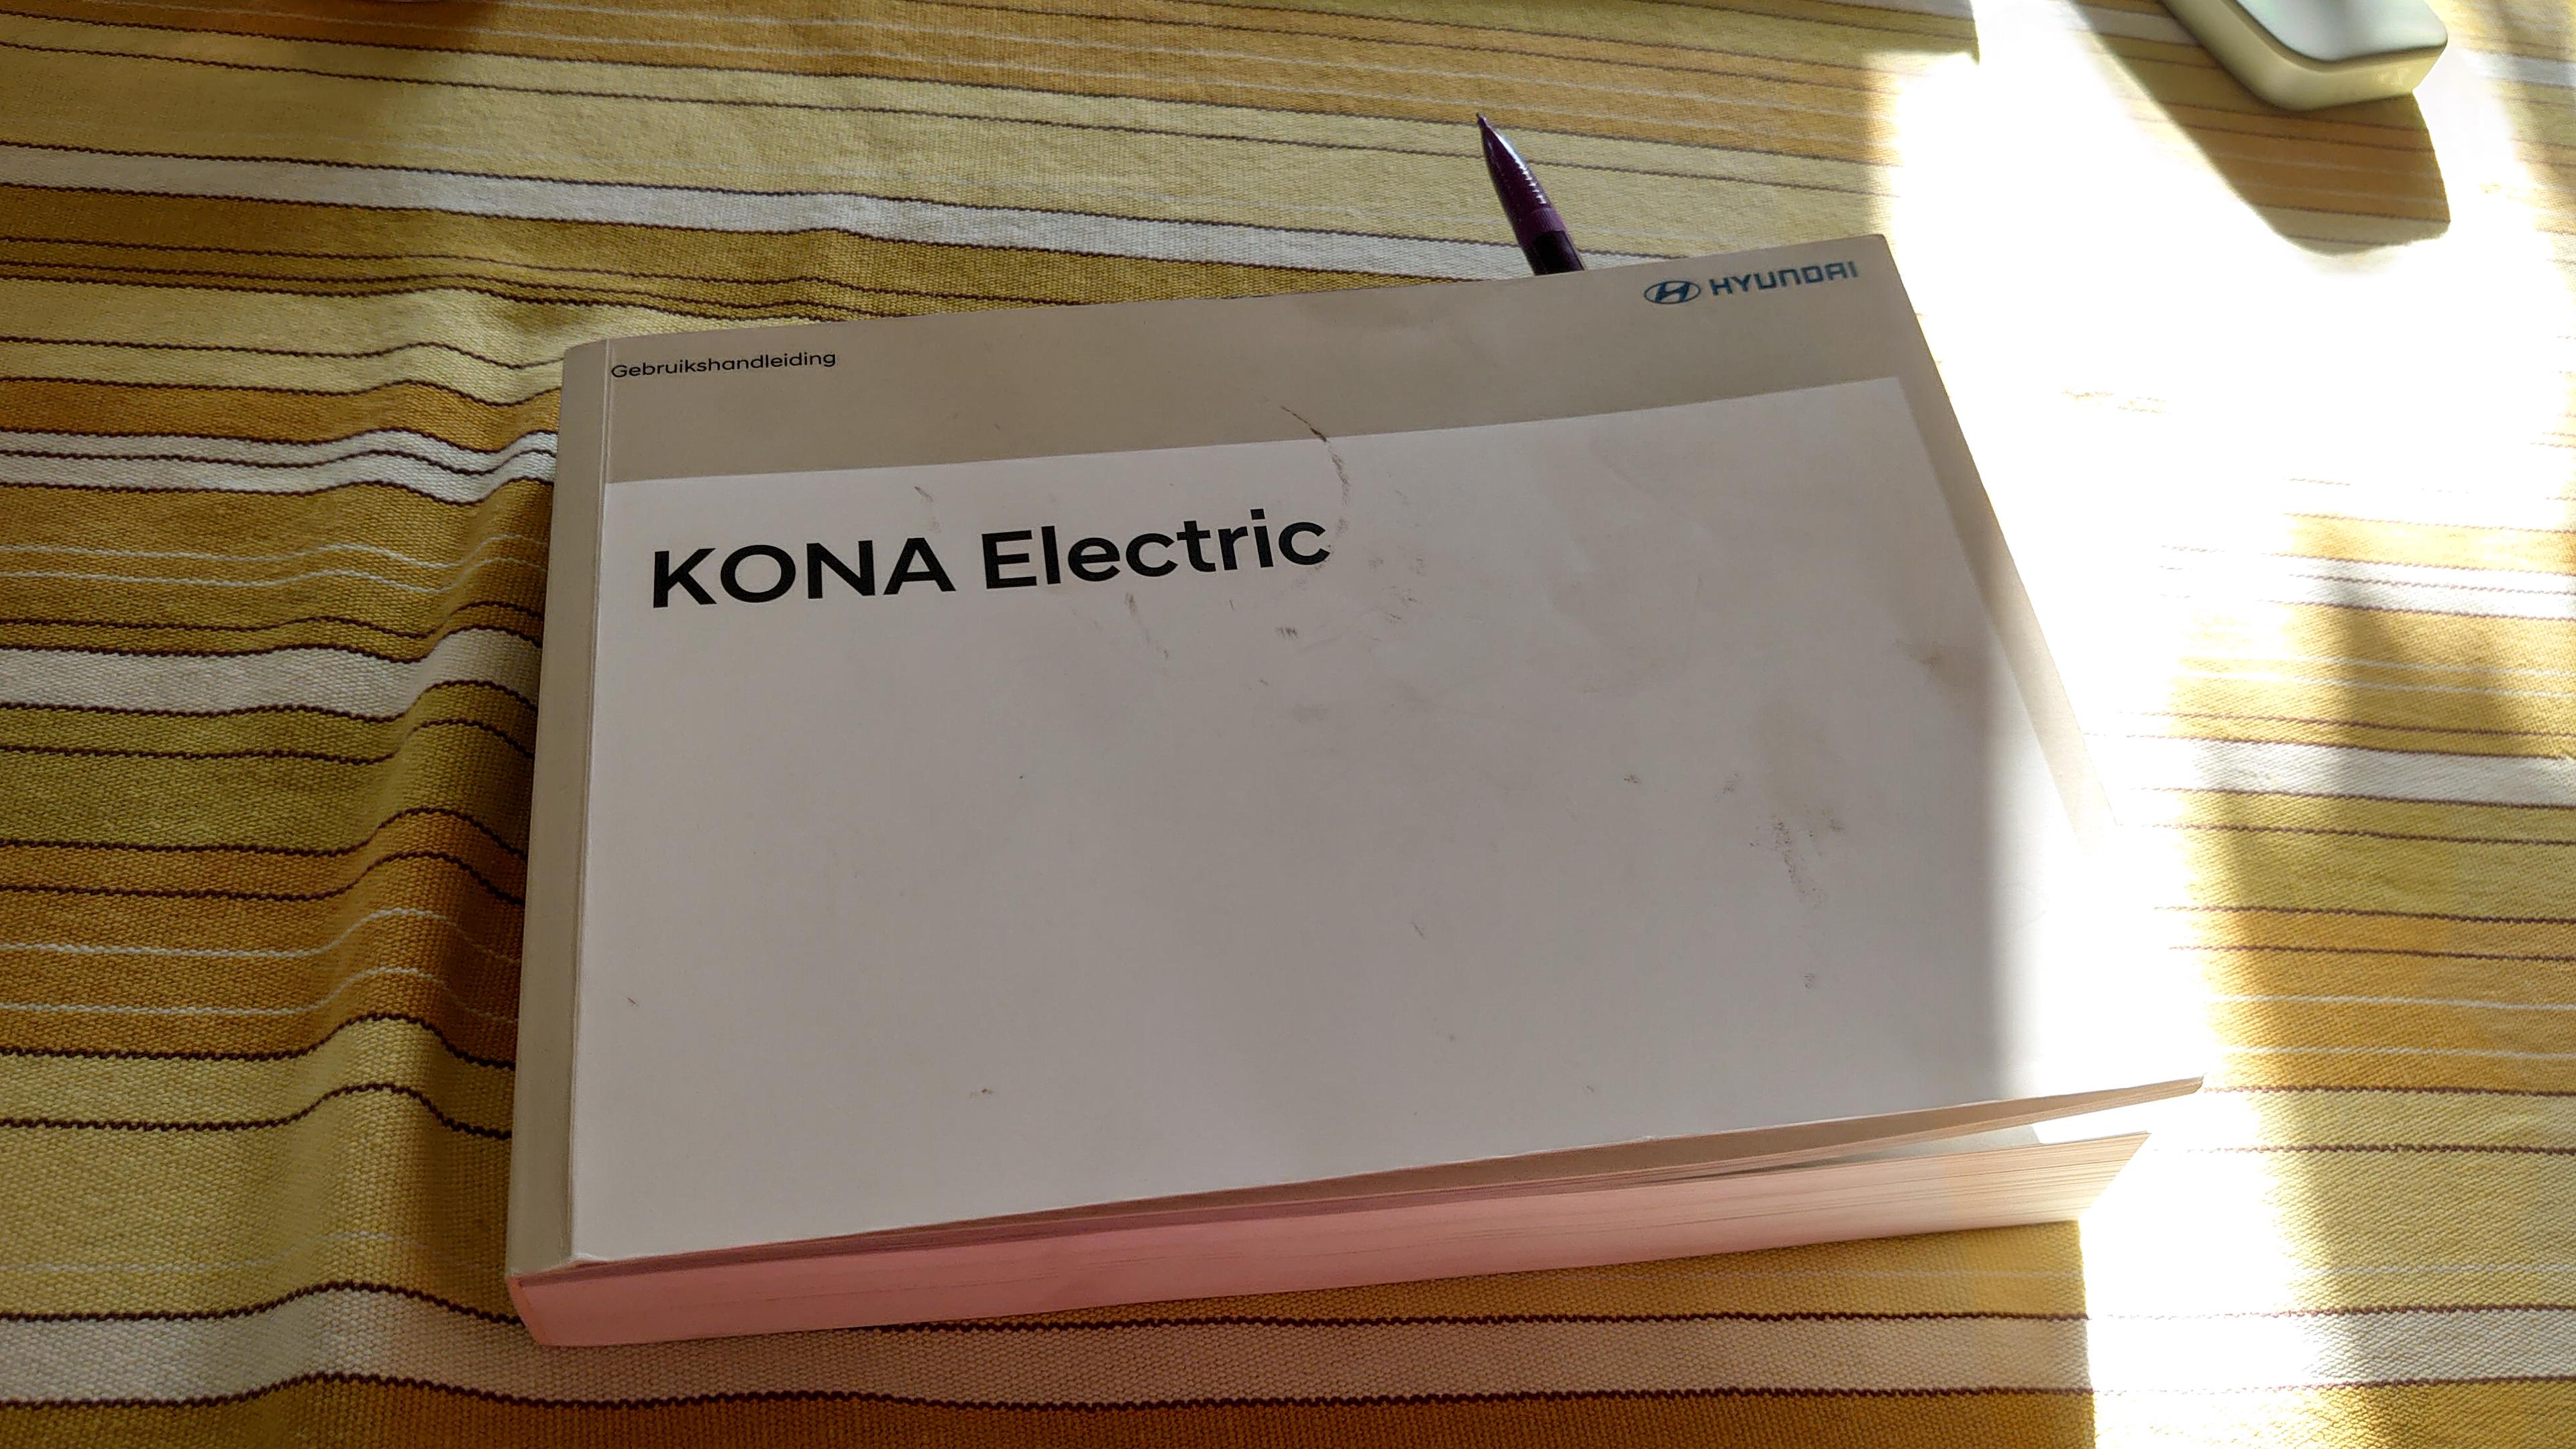 HYUNDAI
Gebruikshandleiding
KONA Electric